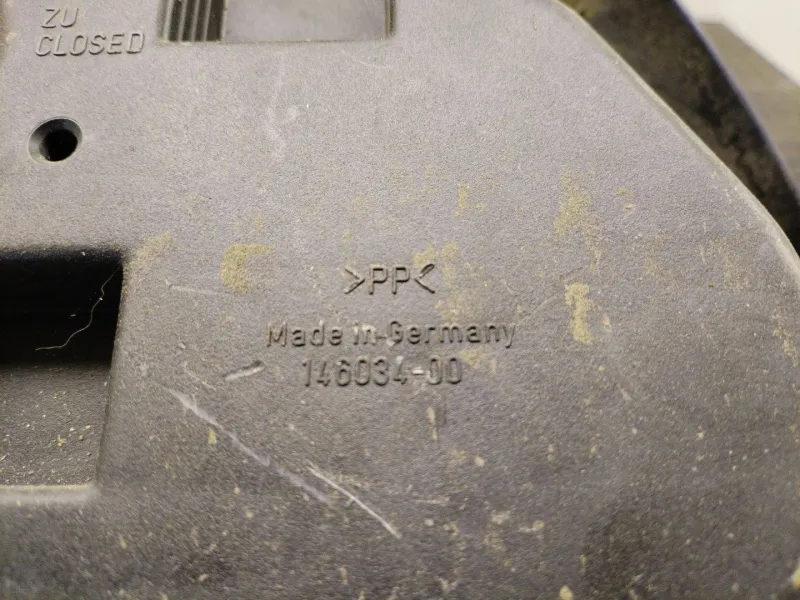 ZU
CLOSED
>PP<
Made in Germany
146034-00